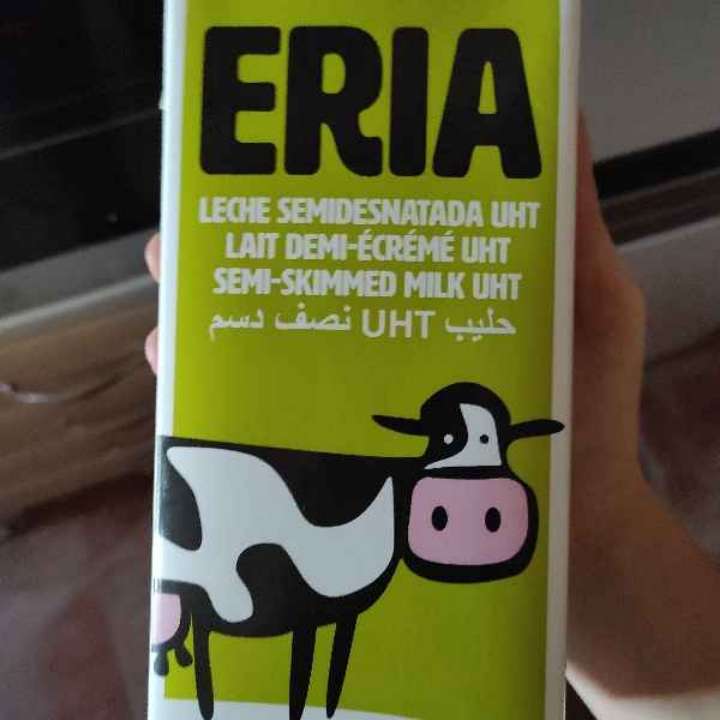 ERIA
LECHE SEMIDESNATADA UHT
LAIT DEMI-ÉCRÉMÉ UHT
SEMI-SKIMMED MILK UHT
حليب UHT نصف دسم